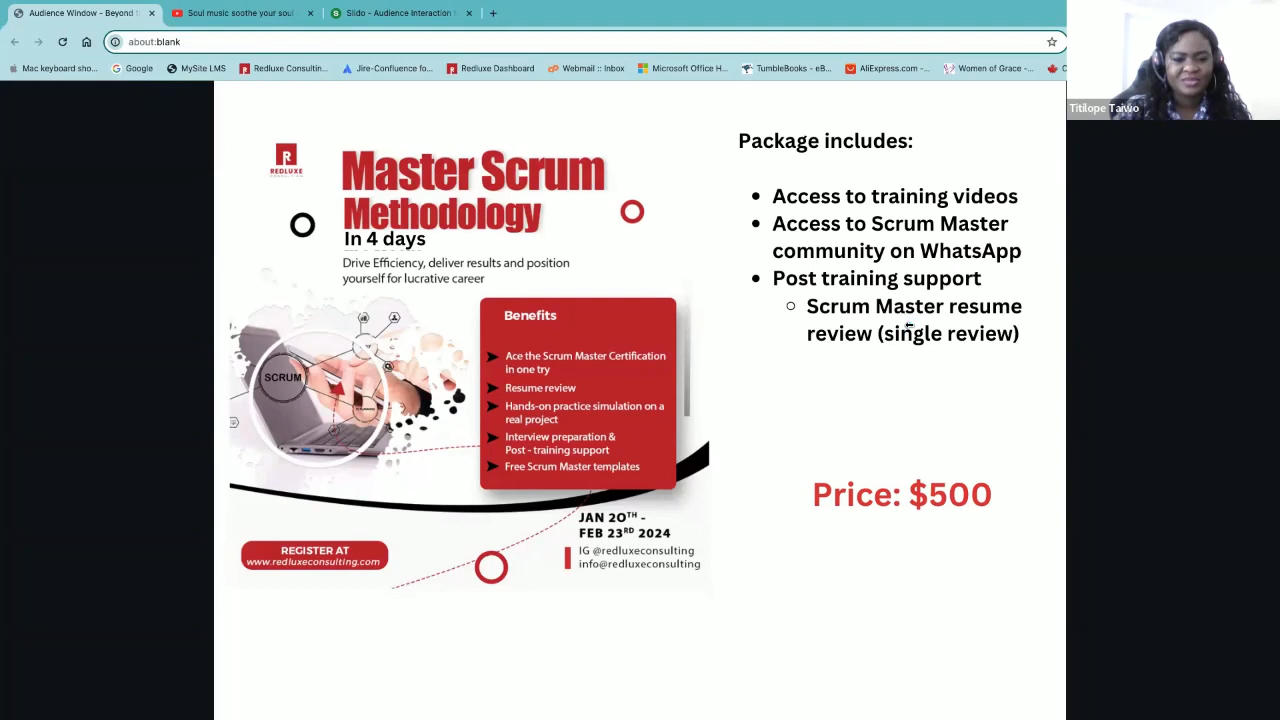 Audience Window - Beyond t
Soul music soothe your soul
Slido - Audience Interaction t
about:blank
Mac keyboard sho...
Google
MySite LMS
Redluxe Consultin...
Jire-Confluence fo...
Redluxe Dashboard
Webmail :: Inbox
Microsoft Office H...
TumbleBooks - eB...
AliExpress.com -...
Women of Grace -...
Titilope Taiwo
R
REDLUXE
Master Scrum
Methodology
In 4 days
Drive Efficiency, deliver results and position
yourself for lucrative career
SCRUM
Benefits
Ace the Scrum Master Certification
in one try
Resume review
Hands-on practice simulation on a
real project
Interview preparation &
Post - training support
Free Scrum Master templates
JAN 20TH -
FEB 23RD 2024
IG @redluxeconsulting
info@redluxeconsulting
REGISTER AT
www.redluxeconsulting.com
Package includes:
Access to training videos
Access to Scrum Master
community on WhatsApp
Post training support
Scrum Master resume
review (single review)
Price: $500